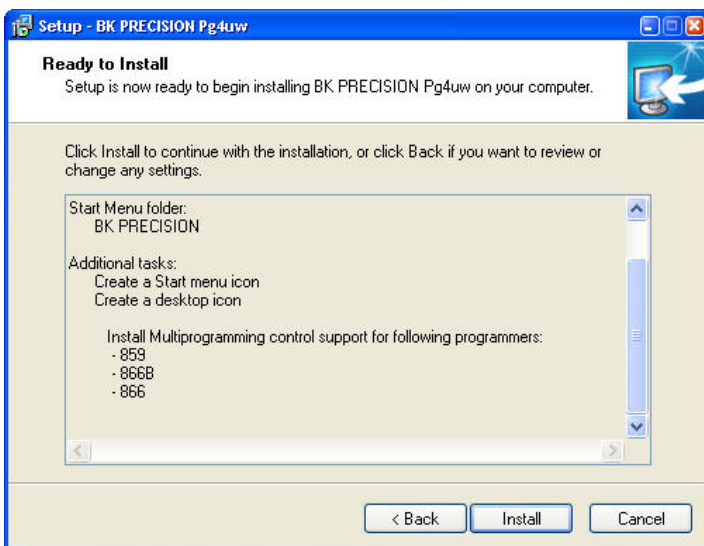 Setup - BK PRECISION Pg4uw
Ready to Install
Setup is now ready to begin installing BK PRECISION Pg4uw on your computer.
Click Install to continue with the installation, or click Back if you want to review or
change any settings.
Start Menu folder:
BK PRECISION
Additional tasks:
Create a Start menu icon
Create a desktop icon
Install Multiprogramming control support for following programmers:
- 859
- 866B
- 866
< Back
Install
Cancel